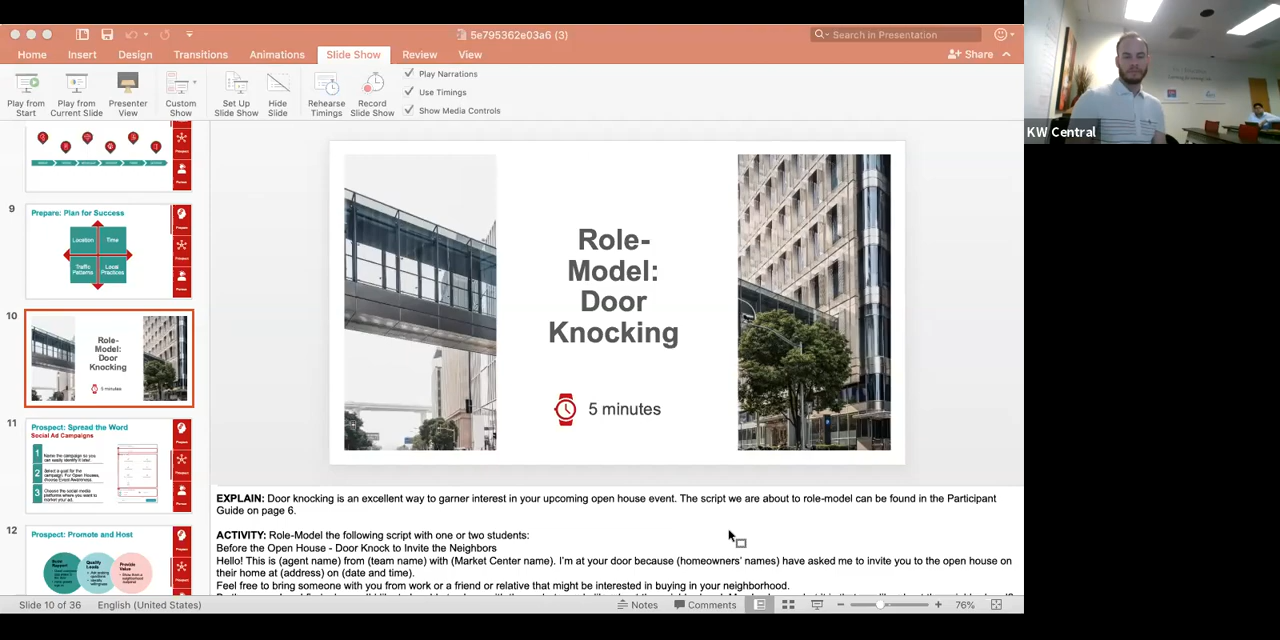 5e795362e03a6 (3)
Search in Presentation
Home Insert Design Transitions Animations Slide Show Review View
Share
Play from Start
Play from Current Slide
Presenter View
Custom Show
Set Up Slide Show
Hide Slide
Rehearse Timings
Record Slide Show
Play Narrations
Use Timings
Show Media Controls
KW Central
9
Prepare: Plan for Success
Location Time
Traffic Patterns Local Practices
10
Role-
Model:
Door
Knocking
5 minutes
11
Prospect: Spread the Word
Social Ad Campaigns
1
2
3
12
Prospect: Promote and Host
Role-
Model:
Door
Knocking
5 minutes
EXPLAIN: Door knocking is an excellent way to garner interest in your upcoming open house event. The script we are about to role-model can be found in the Participant
Guide on page 6.
ACTIVITY: Role-Model the following script with one or two students:
Before the Open House - Door Knock to Invite the Neighbors
Hello! This is (agent name) from (team name) with (Market Center name). I'm at your door because (homeowners' names) have asked me to invite you to the open house on
their home at (address) on (date and time).
Feel free to bring someone with you from work or a friend or relative that might be interested in buying in your neighborhood.
Slide 10 of 36 English (United States)
Notes Comments 76%